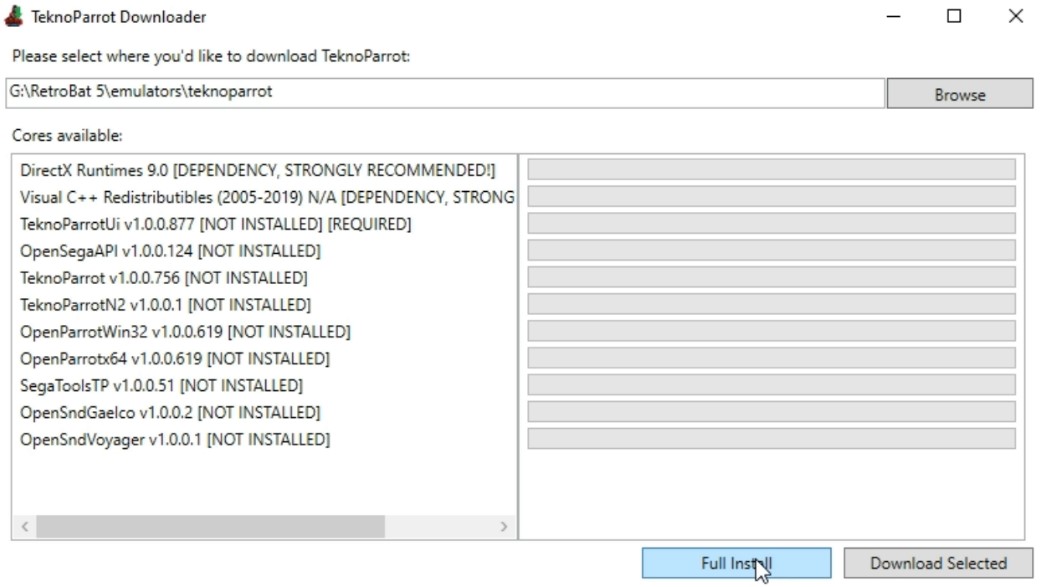 TeknoParrot Downloader
Please select where you'd like to download TeknoParrot:
G:\RetroBat 5\emulators\teknoparrot
Browse
Cores available:
DirectX Runtimes 9.0 [DEPENDENCY, STRONGLY RECOMMENDED!]
Visual C++ Redistributibles (2005-2019) N/A [DEPENDENCY, STRONG
TeknoParrotUi v1.0.0.877 [NOT INSTALLED] [REQUIRED]
OpenSegaAPI v1.0.0.124 [NOT INSTALLED]
TeknoParrot v1.0.0.756 [NOT INSTALLED]
TeknoParrotN2 v1.0.0.1 [NOT INSTALLED]
OpenParrotWin32 v1.0.0.619 [NOT INSTALLED]
OpenParrotx64 v1.0.0.619 [NOT INSTALLED]
SegaToolsTP v1.0.0.51 [NOT INSTALLED]
OpenSndGaelco v1.0.0.2 [NOT INSTALLED]
OpenSndVoyager v1.0.0.1 [NOT INSTALLED]
Full Install
Download Selected